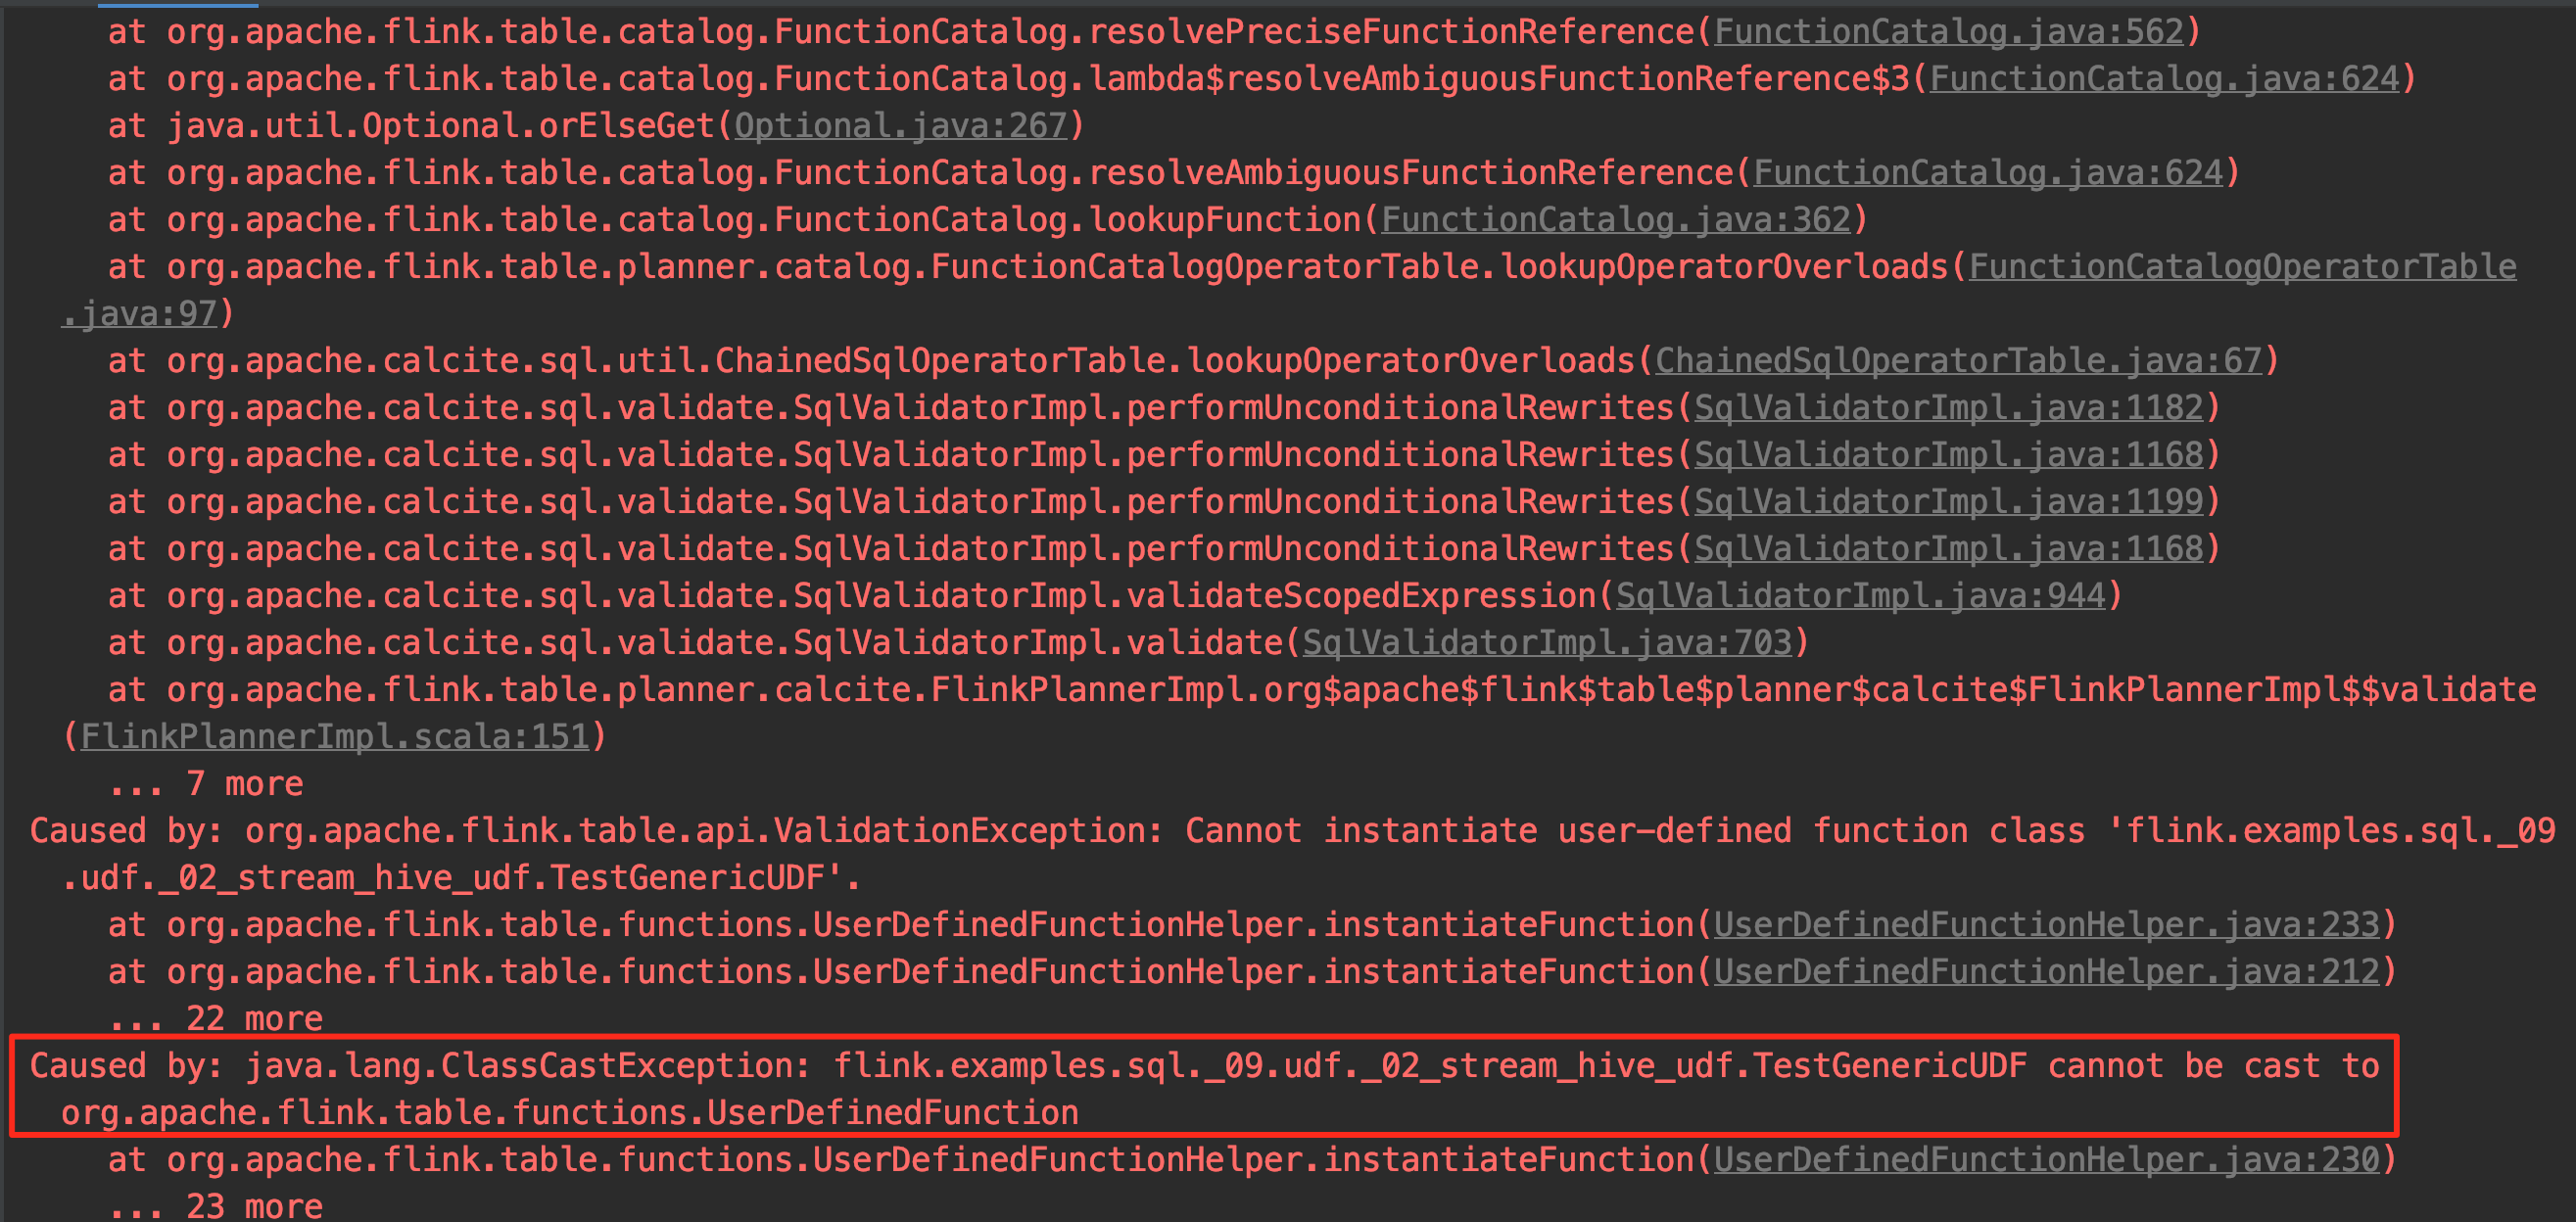 at org.apache.flink.table.catalog.FunctionCatalog.resolvePreciseFunctionReference(FunctionCatalog.java:562)
at org.apache.flink.table.catalog.FunctionCatalog.lambda$resolveAmbiguousFunctionReference$3(FunctionCatalog.java:624)
at java.util.Optional.orElseGet(Optional.java:267)
at org.apache.flink.table.catalog.FunctionCatalog.resolveAmbiguousFunctionReference(FunctionCatalog.java:624)
at org.apache.flink.table.catalog.FunctionCatalog.lookupFunction(FunctionCatalog.java:362)
at org.apache.flink.table.planner.catalog.FunctionCatalogOperatorTable.lookupOperatorOverloads(FunctionCatalogOperatorTable
.java:97)
at org.apache.calcite.sql.util.ChainedSqlOperatorTable.lookupOperatorOverloads(ChainedSqlOperatorTable.java:67)
at org.apache.calcite.sql.validate.SqlValidatorImpl.performUnconditionalRewrites(SqlValidatorImpl.java:1182)
at org.apache.calcite.sql.validate.SqlValidatorImpl.performUnconditionalRewrites(SqlValidatorImpl.java:1168)
at org.apache.calcite.sql.validate.SqlValidatorImpl.performUnconditionalRewrites(SqlValidatorImpl.java:1199)
at org.apache.calcite.sql.validate.SqlValidatorImpl.performUnconditionalRewrites(SqlValidatorImpl.java:1168)
at org.apache.calcite.sql.validate.SqlValidatorImpl.validateScopedExpression(SqlValidatorImpl.java:944)
at org.apache.calcite.sql.validate.SqlValidatorImpl.validate(SqlValidatorImpl.java:703)
at org.apache.flink.table.planner.calcite.FlinkPlannerImpl.org$apache$flink$table$planner$calcite$FlinkPlannerImpl$$validate
(FlinkPlannerImpl.scala:151)
... 7 more
Caused by: org.apache.flink.table.api.ValidationException: Cannot instantiate user-defined function class 'flink.examples.sql._09
.udf._02_stream_hive_udf.TestGenericUDF'.
at org.apache.flink.table.functions.UserDefinedFunctionHelper.instantiateFunction(UserDefinedFunctionHelper.java:233)
at org.apache.flink.table.functions.UserDefinedFunctionHelper.instantiateFunction(UserDefinedFunctionHelper.java:212)
... 22 more
Caused by: java.lang.ClassCastException: flink.examples.sql._09.udf._02_stream_hive_udf.TestGenericUDF cannot be cast to
org.apache.flink.table.functions.UserDefinedFunction
at org.apache.flink.table.functions.UserDefinedFunctionHelper.instantiateFunction(UserDefinedFunctionHelper.java:230)
... 23 more